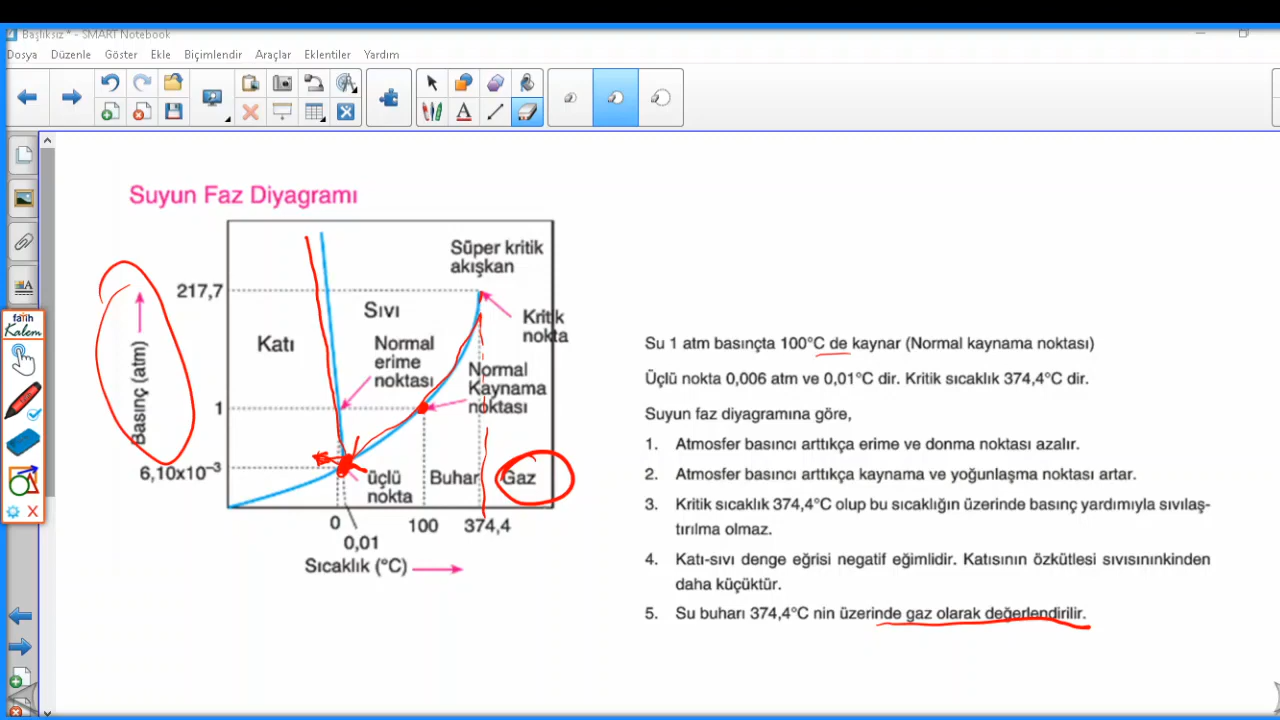 Başlıksız * - SMART Notebook
Dosya Düzenle Göster Ekle Biçimlendir Araçlar Eklentiler Yardım
fatih
Kalem
Suyun Faz Diyagramı
Basınç (atm)
217,7
1
6,10x10⁻³
Katı
Sıvı
Süper kritik
akışkan
Kritik
nokta
Normal
erime
noktası
Normal
Kaynama
noktası
üçlü
nokta
Buhar
Gaz
0
0,01
100
374,4
Sıcaklık (°C)
Su 1 atm basınçta 100°C de kaynar (Normal kaynama noktası)
Üçlü nokta 0,006 atm ve 0,01°C dir. Kritik sıcaklık 374,4°C dir.
Suyun faz diyagramına göre,
1. Atmosfer basıncı arttıkça erime ve donma noktası azalır.
2. Atmosfer basıncı arttıkça kaynama ve yoğunlaşma noktası artar.
3. Kritik sıcaklık 374,4°C olup bu sıcaklığın üzerinde basınç yardımıyla sıvılaş-
tırılma olmaz.
4. Katı-sıvı denge eğrisi negatif eğimlidir. Katısının özkütlesi sıvısınınkinden
daha küçüktür.
5. Su buharı 374,4°C nin üzerinde gaz olarak değerlendirilir.